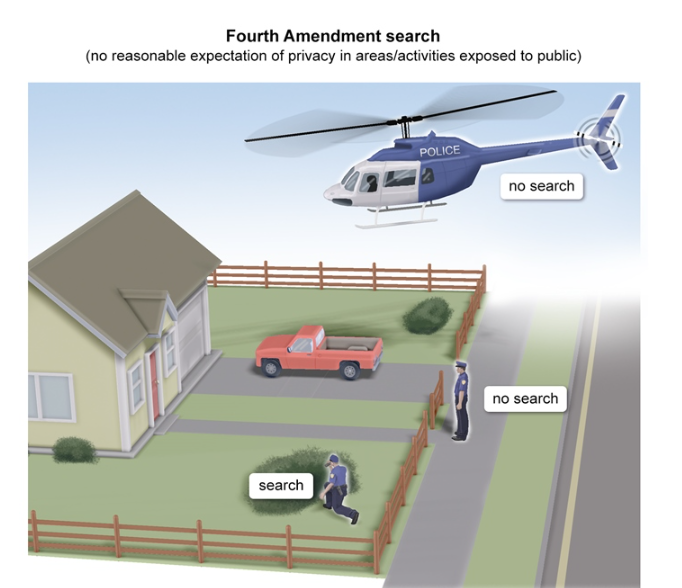 Fourth Amendment search
(no reasonable expectation of privacy in areas/activities exposed to public)
POLICE
no search
no search
search